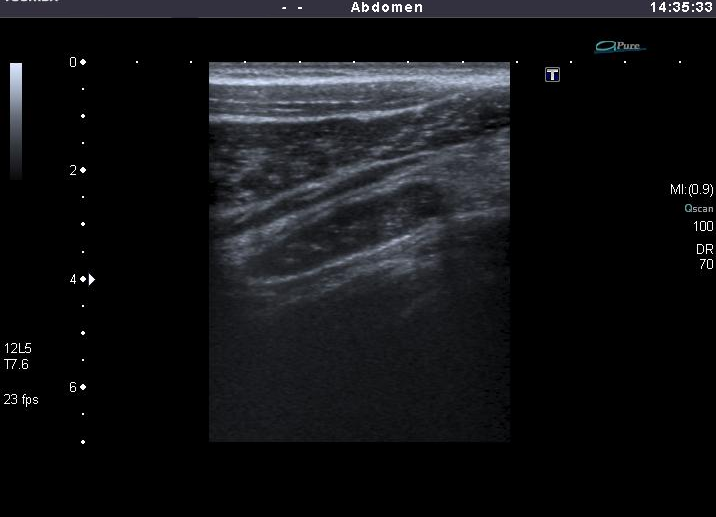 - - Abdomen 14:35:33
aPure
T
0
2
MI:(0.9)
Qscan
100
DR
70
4
12L5
T7.6
6
23 fps